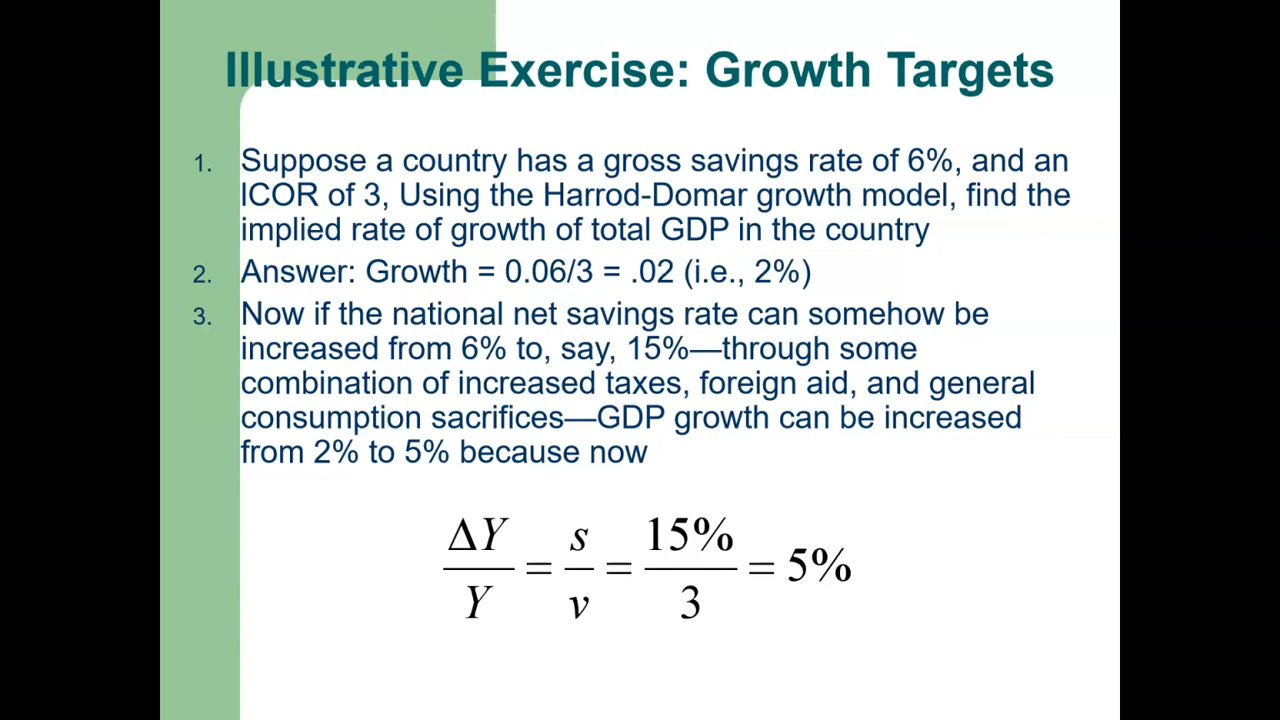 Illustrative Exercise: Growth Targets
1. Suppose a country has a gross savings rate of 6%, and an
ICOR of 3, Using the Harrod-Domar growth model, find the
implied rate of growth of total GDP in the country
2. Answer: Growth = 0.06/3 = .02 (i.e., 2%)
3. Now if the national net savings rate can somehow be
increased from 6% to, say, 15%—through some
combination of increased taxes, foreign aid, and general
consumption sacrifices—GDP growth can be increased
from 2% to 5% because now
ΔY/Y = s/v = 15%/3 = 5%